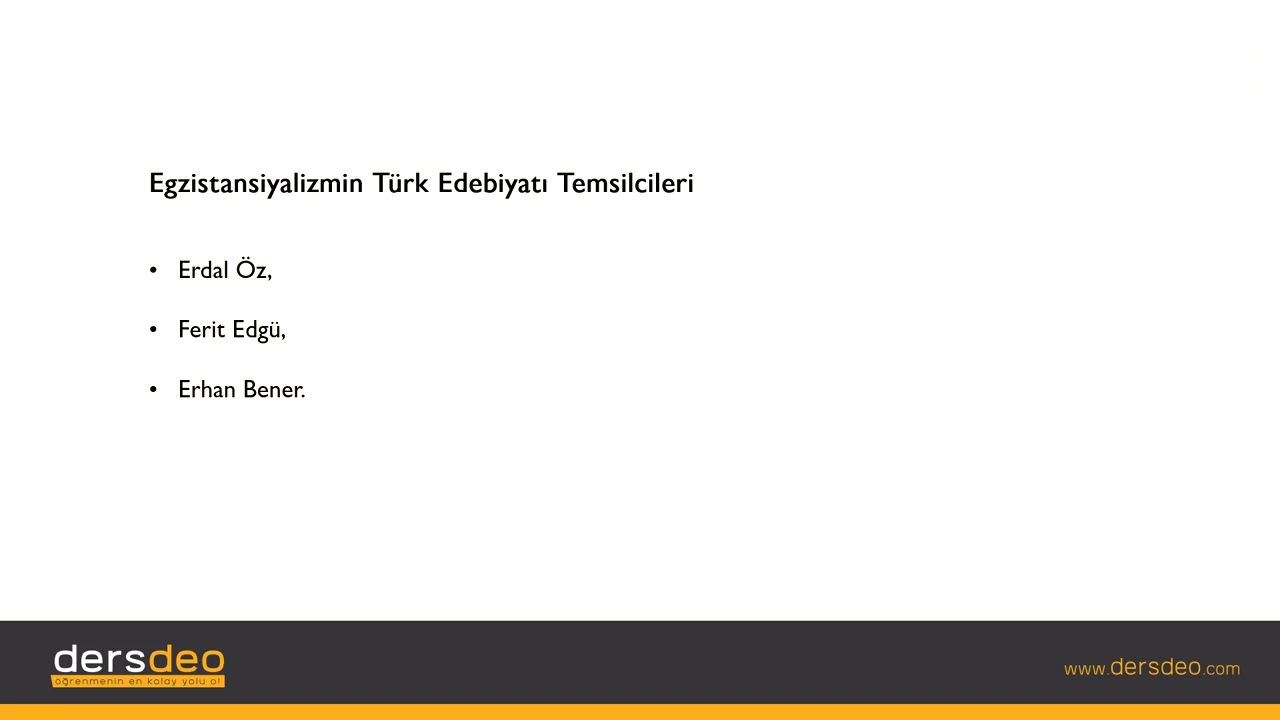 Egzistansiyalizmin Türk Edebiyatı Temsilcileri
• Erdal Öz,
• Ferit Edgü,
• Erhan Bener.
dersdeo
öğrenmenin en kolay yolu o!
www.dersdeo.com